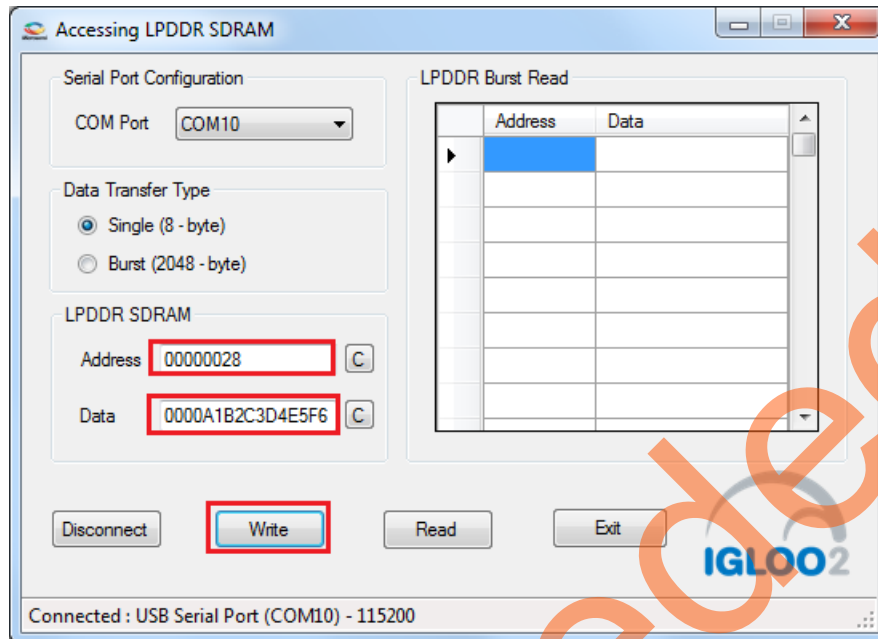 Accessing LPDDR SDRAM
Serial Port Configuration
COM Port COM10
Data Transfer Type
Single (8 - byte)
Burst (2048 - byte)
LPDDR SDRAM
Address 00000028 C
Data 0000A1B2C3D4E5F6 C
LPDDR Burst Read
Address Data
Disconnect Write Read Exit
IGLOO2
Connected : USB Serial Port (COM10) - 115200